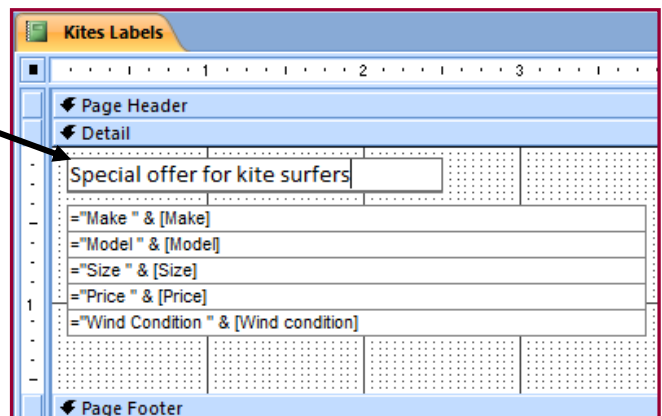 Kites Labels
1 2 3
Page Header
Detail
Special offer for kite surfers
="Make " & [Make]
="Model " & [Model]
="Size " & [Size]
="Price " & [Price]
1
="Wind Condition " & [Wind condition]
Page Footer